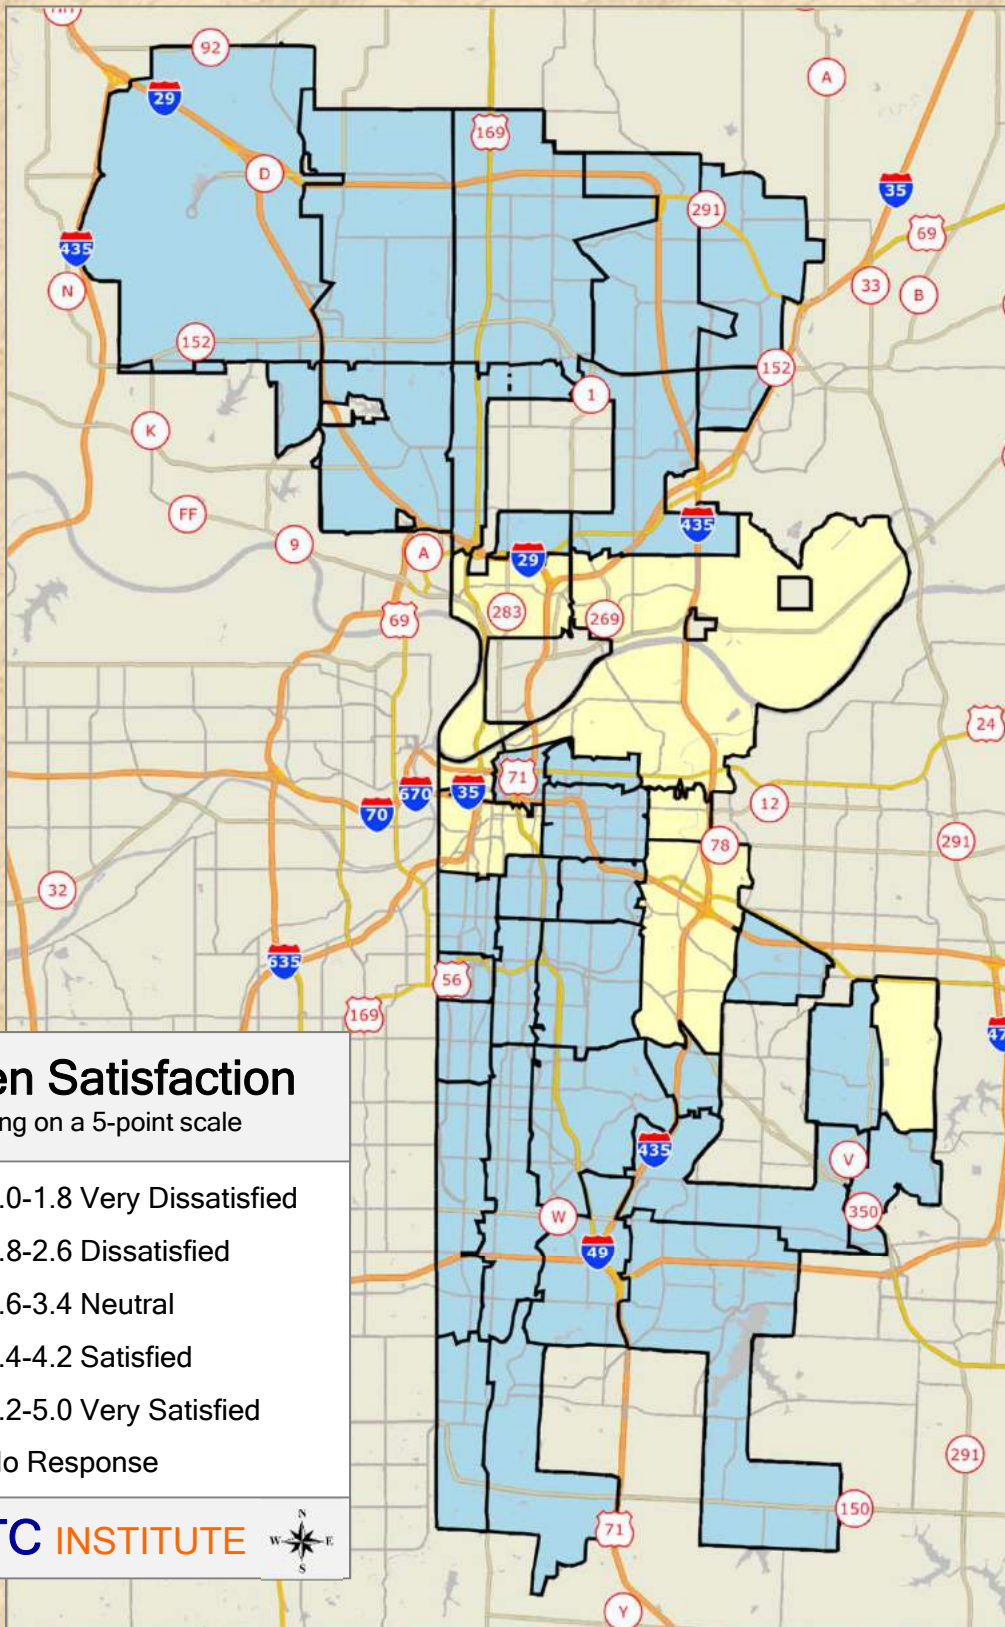 92
29
169
A
D
35
291
69
435
N
33
B
152
152
1
K
FF
435
9
A
29
283
269
69
24
71
35
670
70
12
78
291
32
635
56
169
47
en Satisfaction
ng on a 5-point scale
435
V
.0-1.8 Very Dissatisfied
350
W
.8-2.6 Dissatisfied
49
.6-3.4 Neutral
.4-4.2 Satisfied
.2-5.0 Very Satisfied
291
lo Response
150
TC INSTITUTE
N
W E
S
71
Y